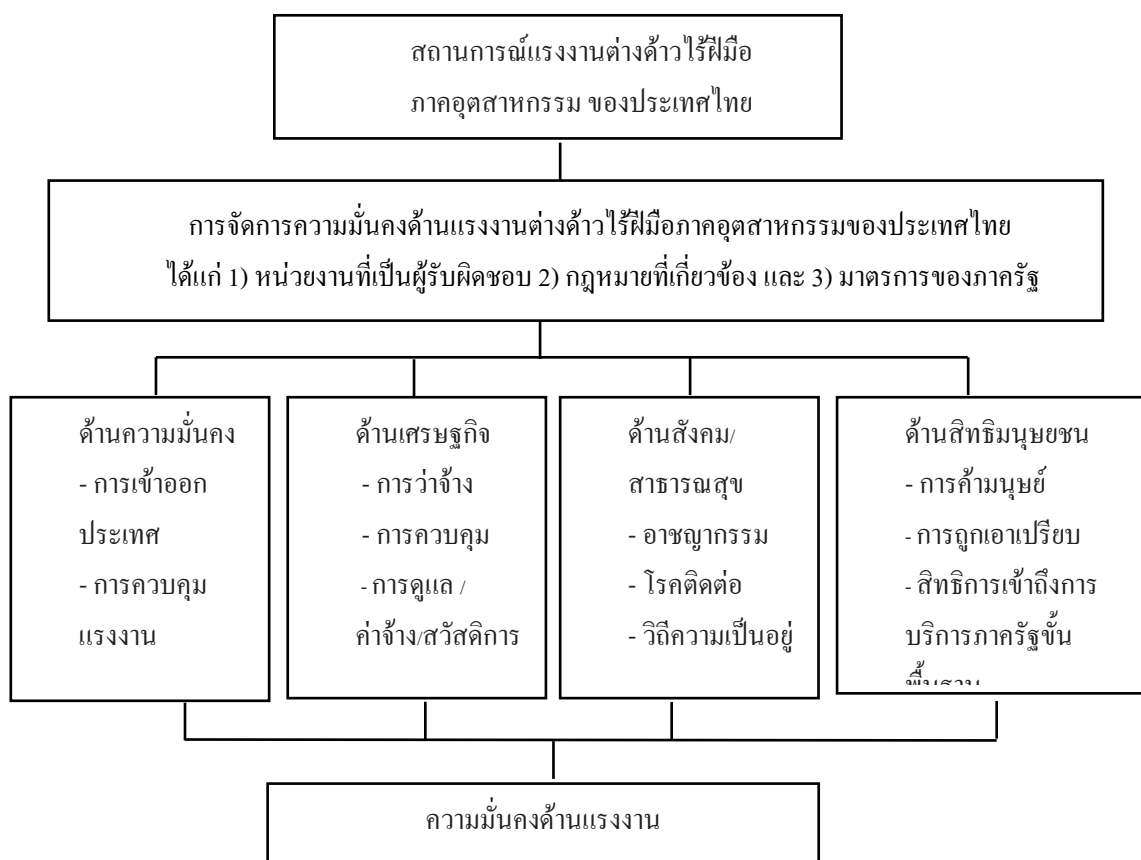 สถานการณ์แรงงานต่างด้าวไร้ฝีมือ
ภาคอุตสาหกรรม ของประเทศไทย
การจัดการความมั่นคงด้านแรงงานต่างด้าวไร้ฝีมือภาคอุตสาหกรรมของประเทศไทย
ได้แก่ 1) หน่วยงานที่เป็นผู้รับผิดชอบ 2) กฎหมายที่เกี่ยวข้อง และ 3) มาตรการของภาครัฐ
ด้านความมั่นคง
- การเข้าออก
ประเทศ
- การควบคุม
แรงงาน
ด้านเศรษฐกิจ
- การว่าจ้าง
- การควบคุม
- การดูแล /
ค่าจ้าง/สวัสดิการ
ด้านสังคม/
สาธารณสุข
- อาชญากรรม
- โรคติดต่อ
- วิถีความเป็นอยู่
ด้านสิทธิมนุษยชน
- การค้ามนุษย์
- การถูกเอาเปรียบ
- สิทธิการเข้าถึงการ
บริการภาครัฐขั้น
พื้นฐาน
ความมั่นคงด้านแรงงาน